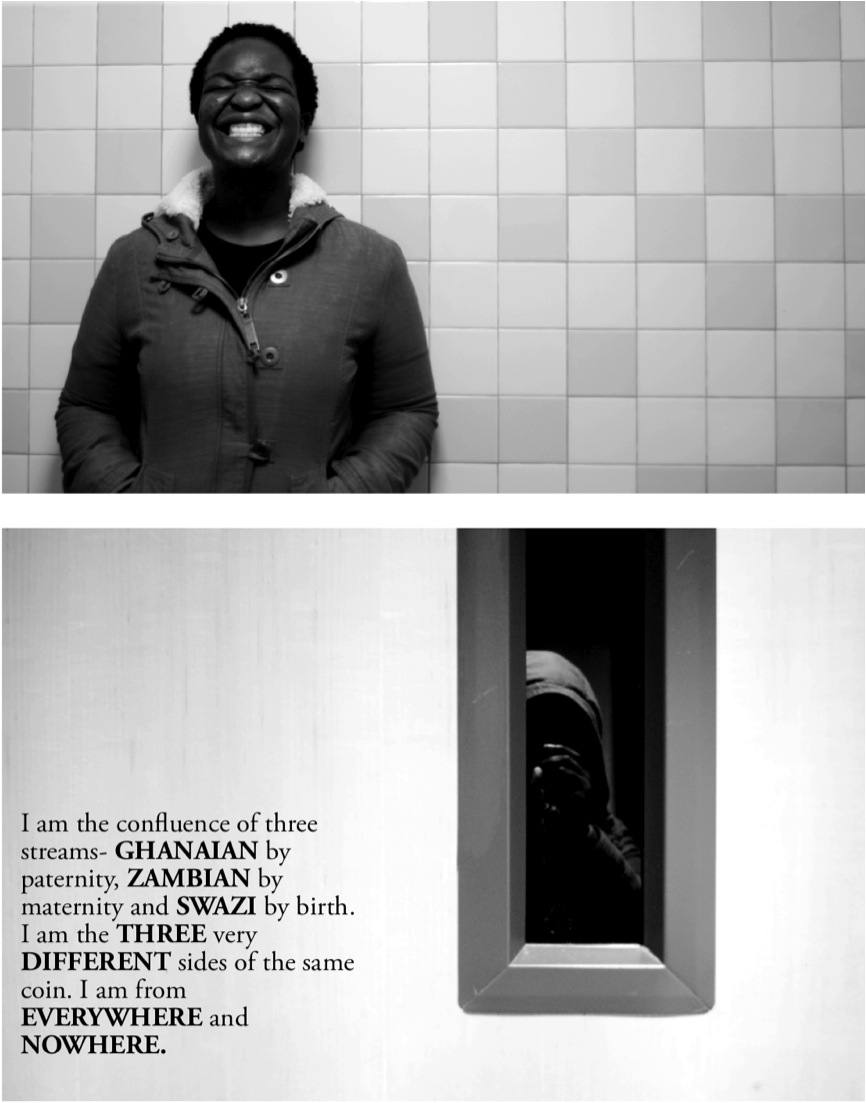 I am the confluence of three
streams- GHANAIAN by
paternity, ZAMBIAN by
maternity and SWAZI by birth.
I am the THREE very
DIFFERENT sides of the same
coin. I am from
EVERYWHERE and
NOWHERE.